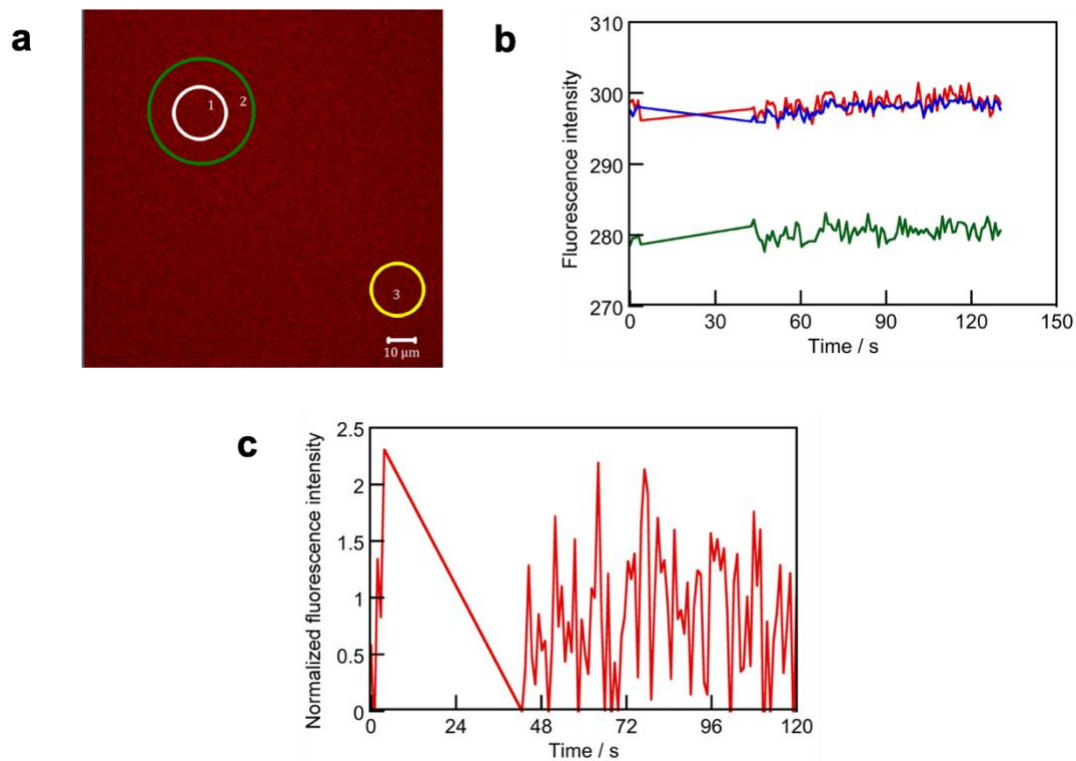 a
1
2
3
10 µm
b
Fluorescence intensity
310
300
290
280
270
0 30 60 90 120 150
Time / s
c
Normalized fluorescence intensity
2.5
2
1.5
1
0.5
0
0 24 48 72 96 120
Time / s